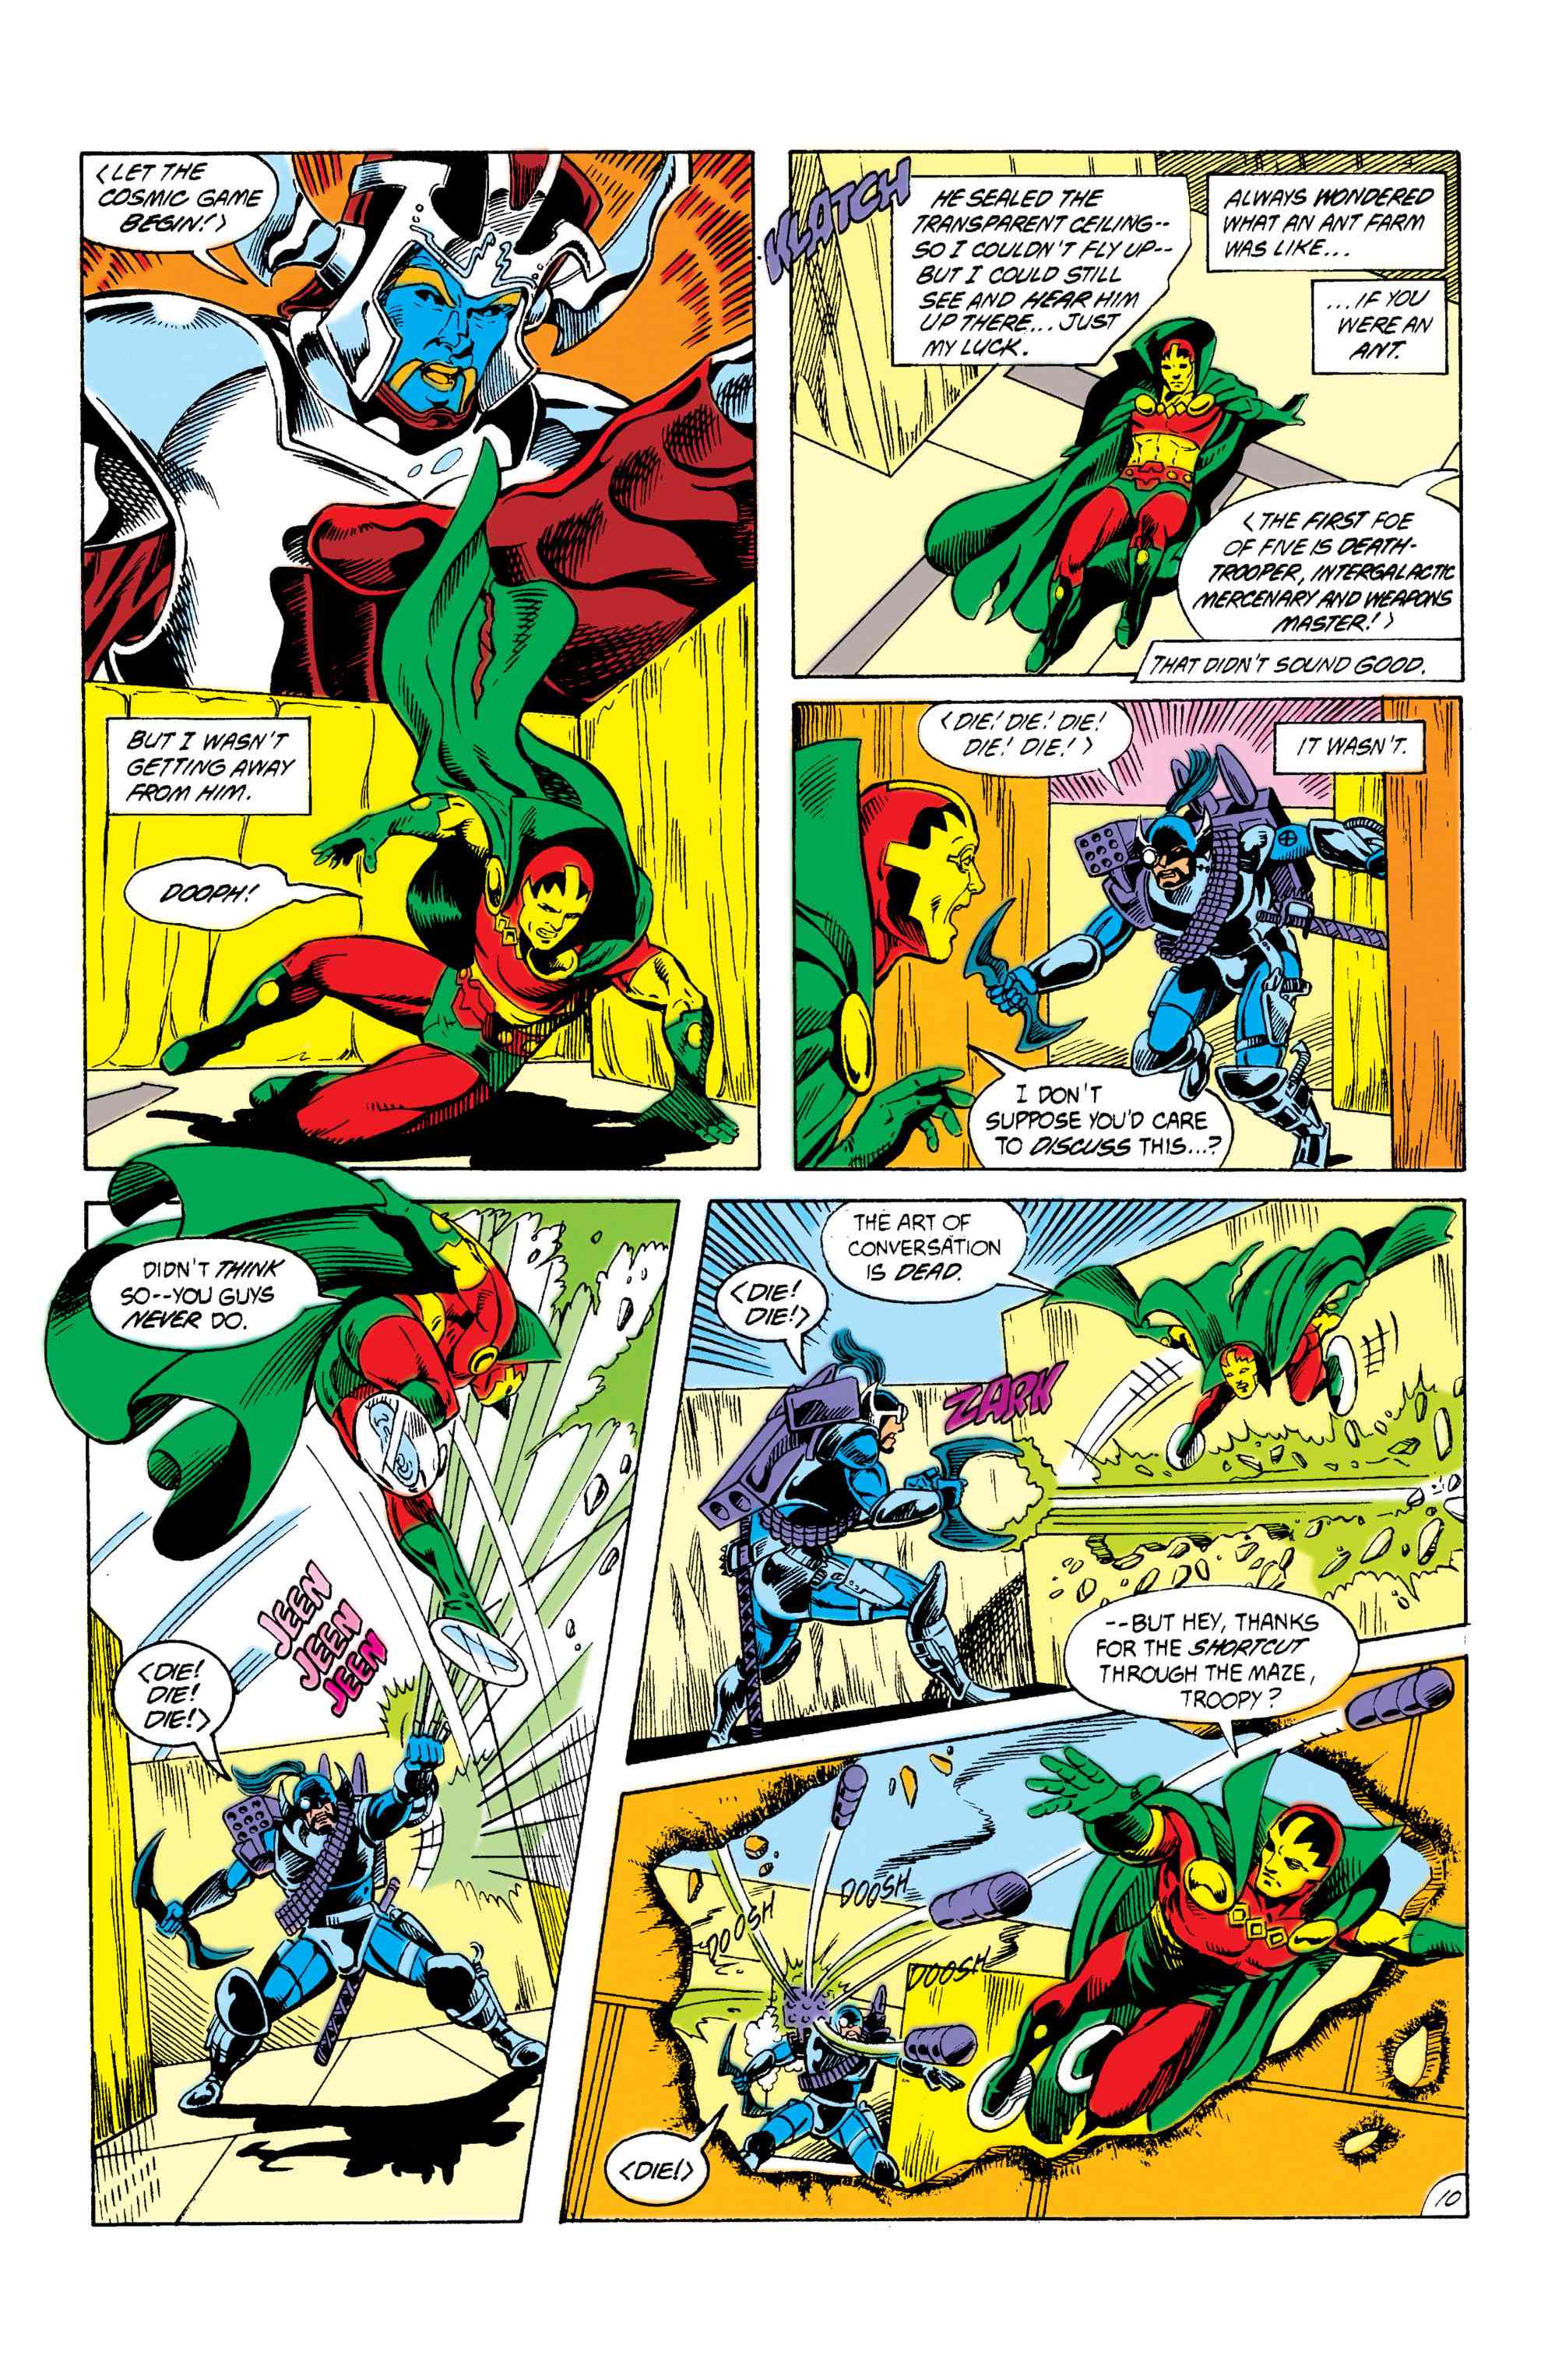 <LET THE
COSMIC GAME
BEGIN!>
BUT I WASN'T
GETTING AWAY
FROM HIM.
DOOPH!
KLATCH
HE SEALED THE
TRANSPARENT CEILING--
SO I COULDN'T FLY UP--
BUT I COULD STILL
SEE AND HEAR HIM
UP THERE... JUST
MY LUCK.
ALWAYS WONDERED
WHAT AN ANT FARM
WAS LIKE...
...IF YOU
WERE AN
ANT.
<THE FIRST FOE
OF FIVE IS DEATH-
TROOPER, INTERGALACTIC
MERCENARY AND WEAPONS
MASTER!>
THAT DIDN'T SOUND GOOD.
<DIE! DIE! DIE!
DIE! DIE!>
IT WASN'T.
I DON'T
SUPPOSE YOU'D CARE
TO DISCUSS THIS...?
DIDN'T THINK
SO--YOU GUYS
NEVER DO.
JEEN
JEEN
JEEN
<DIE!
DIE!
DIE!>
THE ART OF
CONVERSATION
IS DEAD.
<DIE!
DIE!>
ZARK
--BUT HEY, THANKS
FOR THE SHORTCUT
THROUGH THE MAZE,
TROOPY?
DOOSH
DOOSH
DOOSH
<DIE!>
10